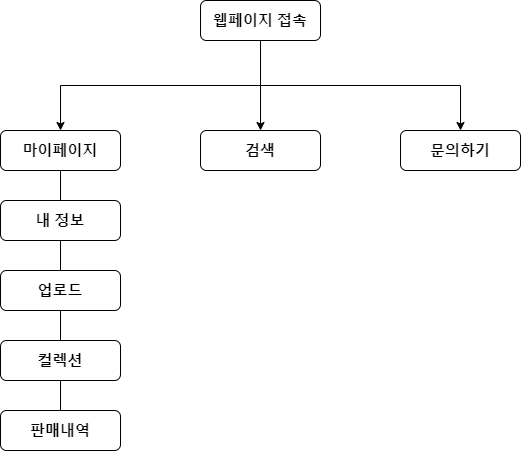 웹페이지 접속
마이페이지
검색
문의하기
내 정보
업로드
컬렉션
판매내역